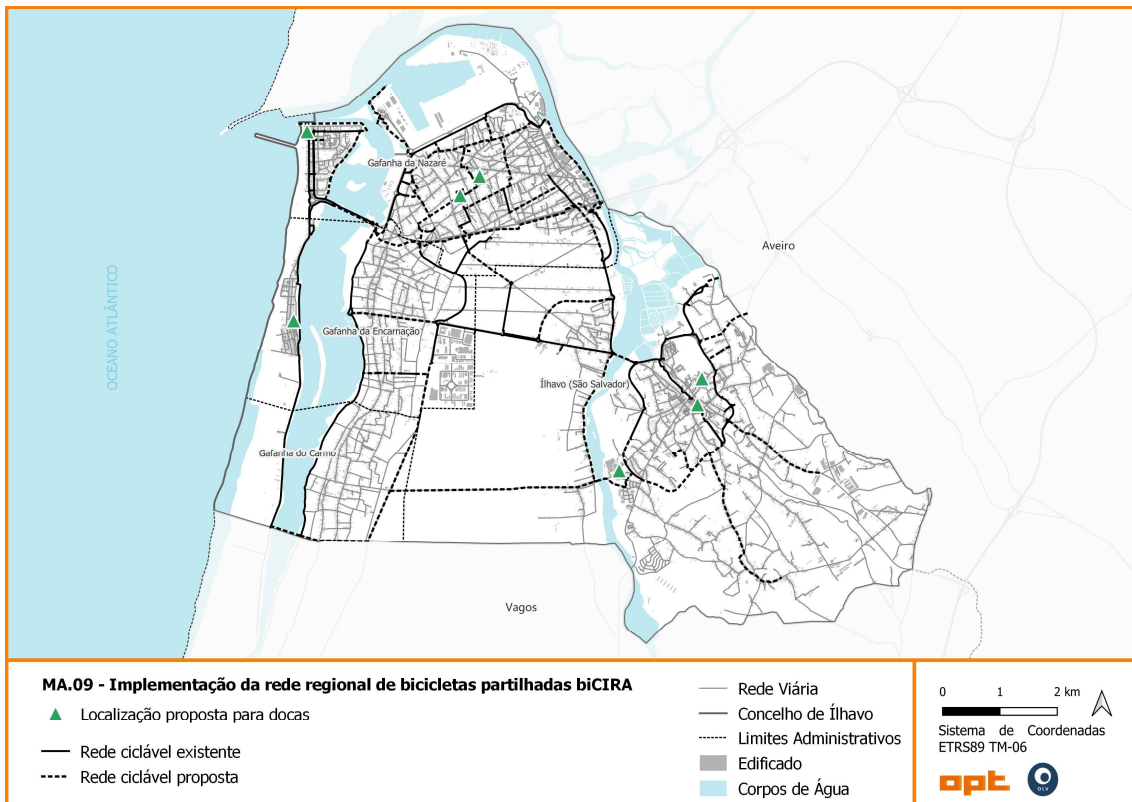 Gafanha da Nazaré
Aveiro
OCEANO ATLÂNTICO
Gafanha da Encarnação
Ílhavo (São Salvador)
Gafanha do Carmo
Vagos
MA.09 - Implementação da rede regional de bicicletas partilhadas biCIRA
Localização proposta para docas
Rede ciclável existente
Rede ciclável proposta
Rede Viária
Concelho de Ílhavo
Limites Administrativos
Edificado
Corpos de Água
0 1 2 km
Sistema de Coordenadas
ETRS89 TM-06
opt
OLV